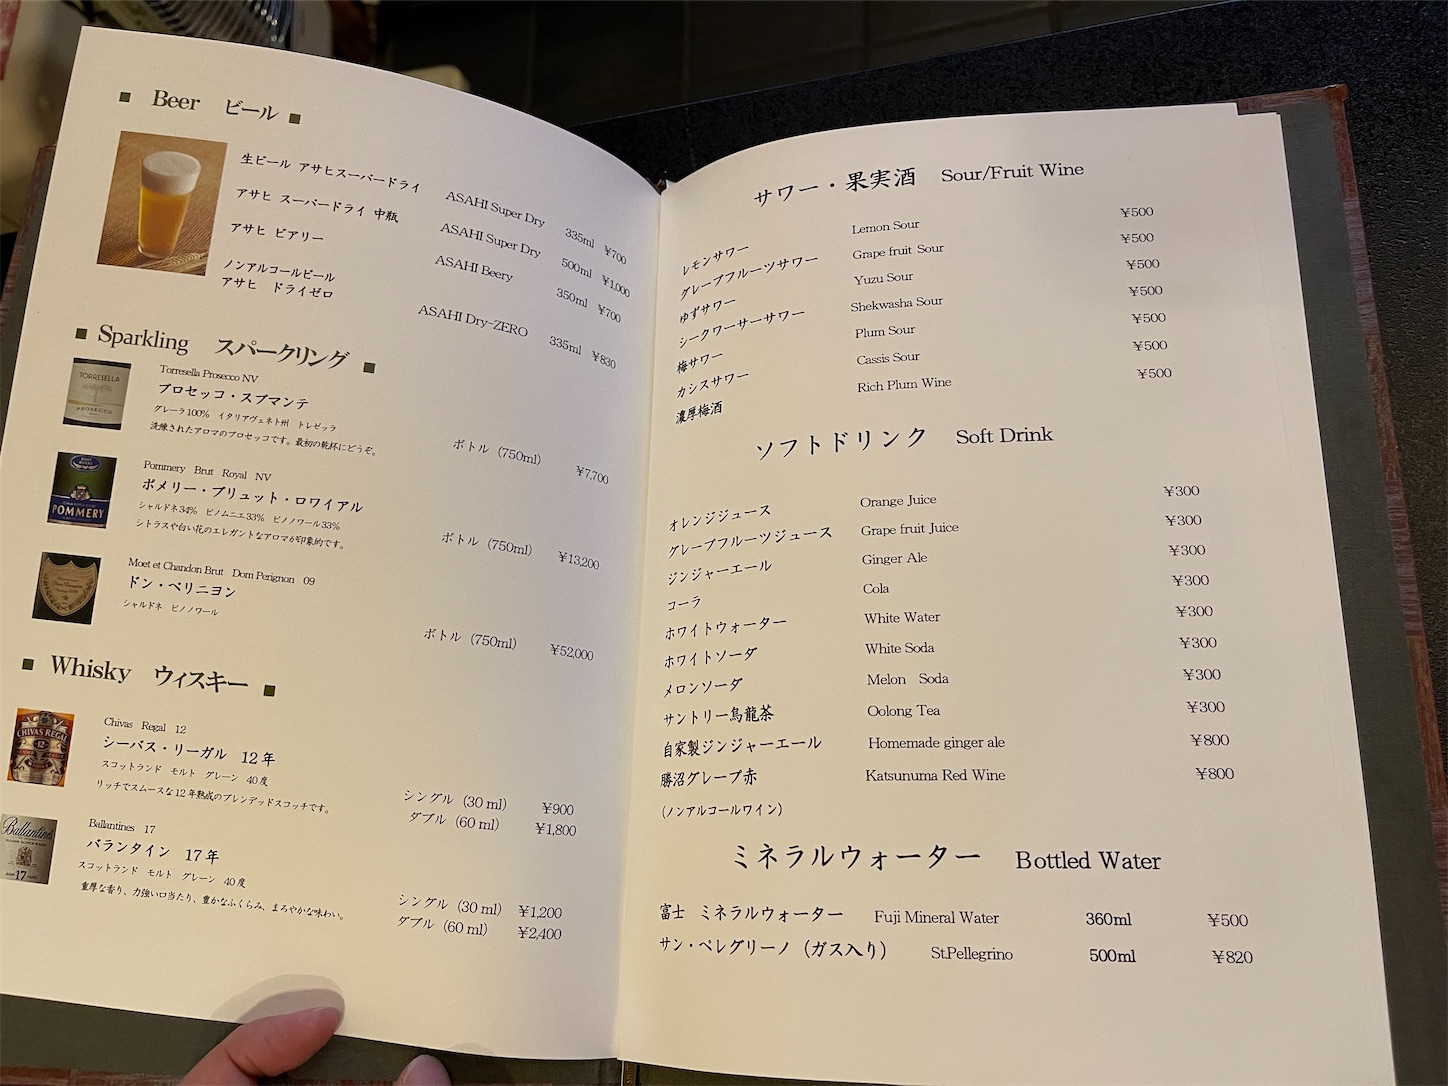 ■ Beer ビール ■
生ビール アサヒスーパードライ ASAHI Super Dry 335ml ¥700
アサヒ スーパードライ 中瓶 ASAHI Super Dry 500ml ¥1,000
アサヒ ビアリー ASAHI Beery 350ml ¥700
ノンアルコールビール
アサヒ ドライゼロ ASAHI Dry-ZERO 335ml ¥830
■ Sparkling スパークリング ■
TORRESELLA
PROSECCO
Torresella Prosecco NV
プロセッコ・スプマンテ
グレーラ100% イタリアヴェネト州 トレゼッラ
洗練されたアロマのプロセッコです。最初の乾杯にどうぞ。
ボトル (750ml) ¥7,700
POMMERY
Pommery Brut Royal NV
ポメリー・ブリュット・ロワイアル
シャルドネ34% ピノムニエ33% ピノノワール33%
シトラスや白い花のエレガントなアロマが印象的です。
ボトル (750ml) ¥13,200
Moet et Chandon Brut Dom Perignon 09
ドン・ペリニヨン
シャルドネ ピノノワール
ボトル (750ml) ¥52,000
■ Whisky ウィスキー ■
CHIVAS REGAL
12
Chivas Regal 12
シーバス・リーガル 12年
スコットランド モルト グレーン 40度
リッチでスムースな12年熟成のブレンデッドスコッチです。
シングル (30 ml) ¥900
ダブル (60 ml) ¥1,800
Ballantine's
17
Ballantines 17
バランタイン 17年
スコットランド モルト グレーン 40度
重厚な香り、力強い口当たり、豊かなふくらみ、まろやかな味わい。
シングル (30 ml) ¥1,200
ダブル (60 ml) ¥2,400
サワー・果実酒 Sour/Fruit Wine
レモンサワー Lemon Sour ¥500
グレープフルーツサワー Grape fruit Sour ¥500
ゆずサワー Yuzu Sour ¥500
シークワーサーサワー Shekwasha Sour ¥500
梅サワー Plum Sour ¥500
カシスサワー Cassis Sour ¥500
濃厚梅酒 Rich Plum Wine ¥500
ソフトドリンク Soft Drink
オレンジジュース Orange Juice ¥300
グレープフルーツジュース Grape fruit Juice ¥300
ジンジャーエール Ginger Ale ¥300
コーラ Cola ¥300
ホワイトウォーター White Water ¥300
ホワイトソーダ White Soda ¥300
メロンソーダ Melon Soda ¥300
サントリー烏龍茶 Oolong Tea ¥300
自家製ジンジャーエール Homemade ginger ale ¥800
勝沼グレープ赤 Katsunuma Red Wine ¥800
(ノンアルコールワイン)
ミネラルウォーター Bottled Water
富士 ミネラルウォーター Fuji Mineral Water 360ml ¥500
サン・ペレグリーノ (ガス入り) St.Pellegrino 500ml ¥820